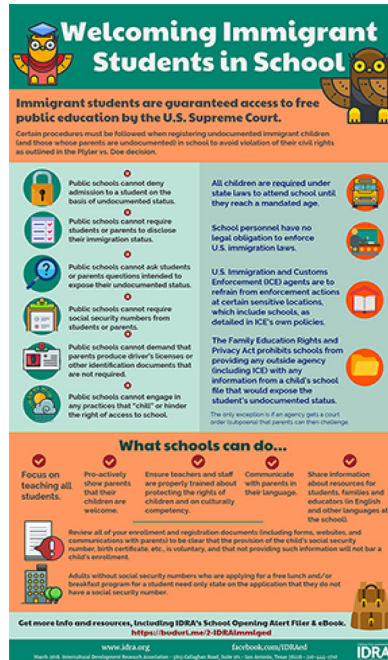 Welcoming Immigrant
Students in School
Immigrant students are guaranteed access to free
public education by the U.S. Supreme Court.
Certain procedures must be followed when registering undocumented immigrant children
(and those whose parents are undocumented) in school to avoid violation of their civil rights
as outlined in the Plyler vs. Doe decision.
Public schools cannot deny
admission to a student on the
basis of undocumented status.
Public schools cannot require
students or parents to disclose
their immigration status.
Public schools cannot ask students
or parents questions intended to
expose their undocumented status.
Public schools cannot require
social security numbers from
students or parents.
Public schools cannot demand that
parents produce driver's licenses or
other identification documents that
are not required.
Public schools cannot engage in
any practices that "chill" or hinder
the right of access to school.
All children are required under
state laws to attend school until
they reach a mandated age.
School personnel have no
legal obligation to enforce
U.S. immigration laws.
U.S. Immigration and Customs
Enforcement (ICE) agents are to
refrain from enforcement actions
at certain sensitive locations,
which include schools, as
detailed in ICE's own policies.
The Family Education Rights and
Privacy Act prohibits schools from
providing any outside agency
(including ICE) with any
information from a child's school
file that would expose the
student's undocumented status.
The only exception is if an agency gets a court
order (subpoena) that parents can then challenge.
What schools can do...
Focus on
teaching all
students.
Pro-actively
show parents
that their
children are
welcome.
Ensure teachers and staff
are properly trained about
protecting the rights of
children and on culturally
competency.
Communicate
with parents in
their language.
Share information
about resources for
students, families and
educators (in English
and other languages at
the school).
Review all of your enrollment and registration documents (including forms, websites, and
communications with parents) to be clear that the provision of the child's social security
number, birth certificate, etc., is voluntary, and that not providing such information will not bar
a child's enrollment.
Adults without social security numbers who are applying for a free lunch and/or
breakfast program for a student need only state on the application that they do not
have a social security number.
Get more info and resources, including IDRA's School Opening Alert Flier & eBook.
https://budurl.me/2-IDRAimmiged
www.idra.org
facebook.com/IDRAed
March 2018, Intercultural Development Research Association - 5815 Callaghan Road, Suite 101 - San Antonio, Texas 78228 - 210-444-1710
IDRA